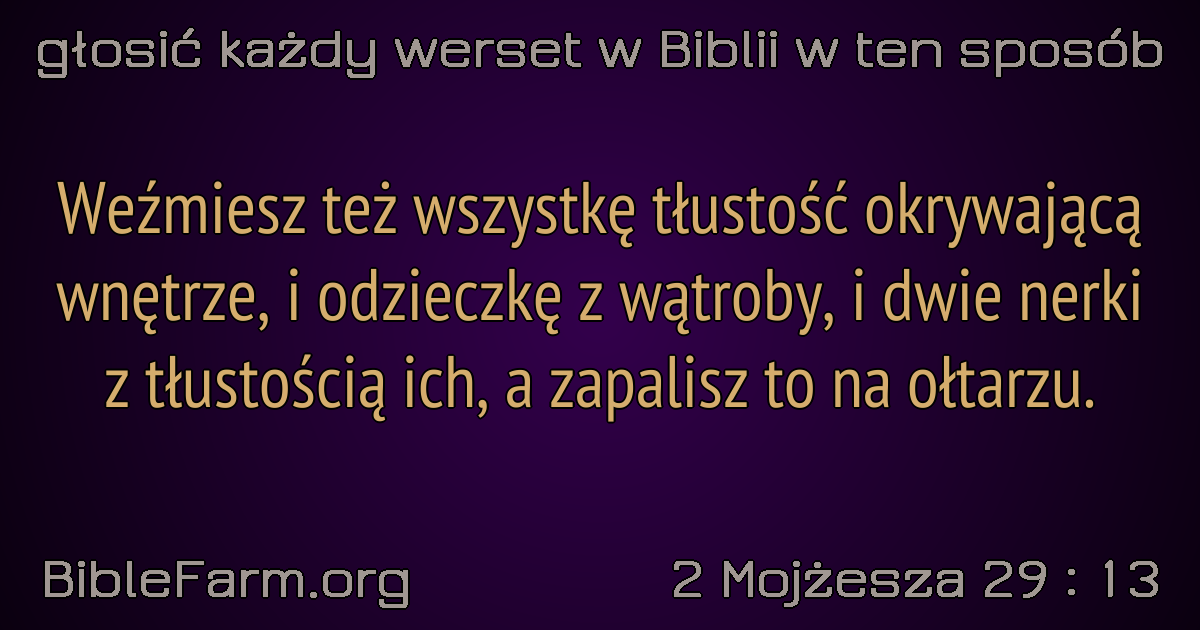 głosić każdy werset w Biblii w ten sposób
Weźmiesz też wszystkę tłustość okrywającą
wnętrze, i odzieczkę z wątroby, i dwie nerki
z tłustością ich, a zapalisz to na ołtarzu.
BibleFarm.org
2 Mojżesza 29 : 13